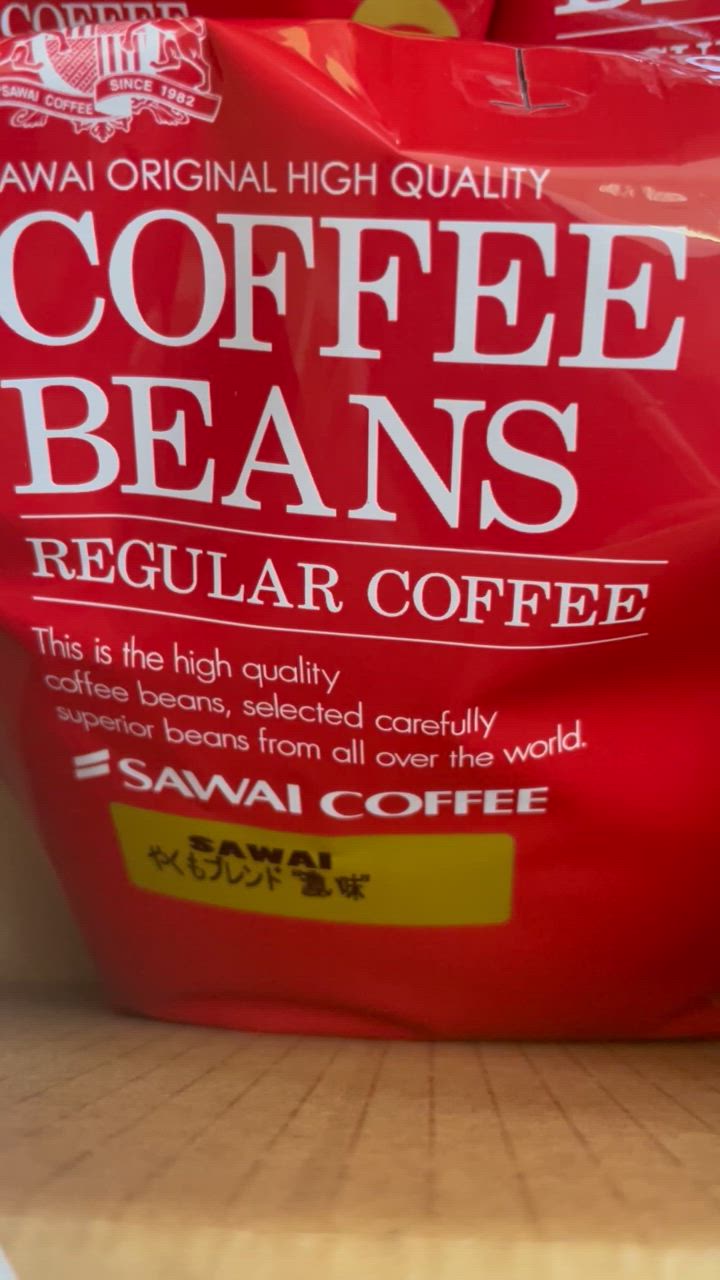 COFFEE
SAWAI COFFEE SINCE 1982
AWAI ORIGINAL HIGH QUALITY
COFFEE
BEANS
REGULAR COFFEE
This is the high quality
coffee beans, selected carefully
superior beans from all over the world.
SAWAI COFFEE
SAWAI
やくもブレンド